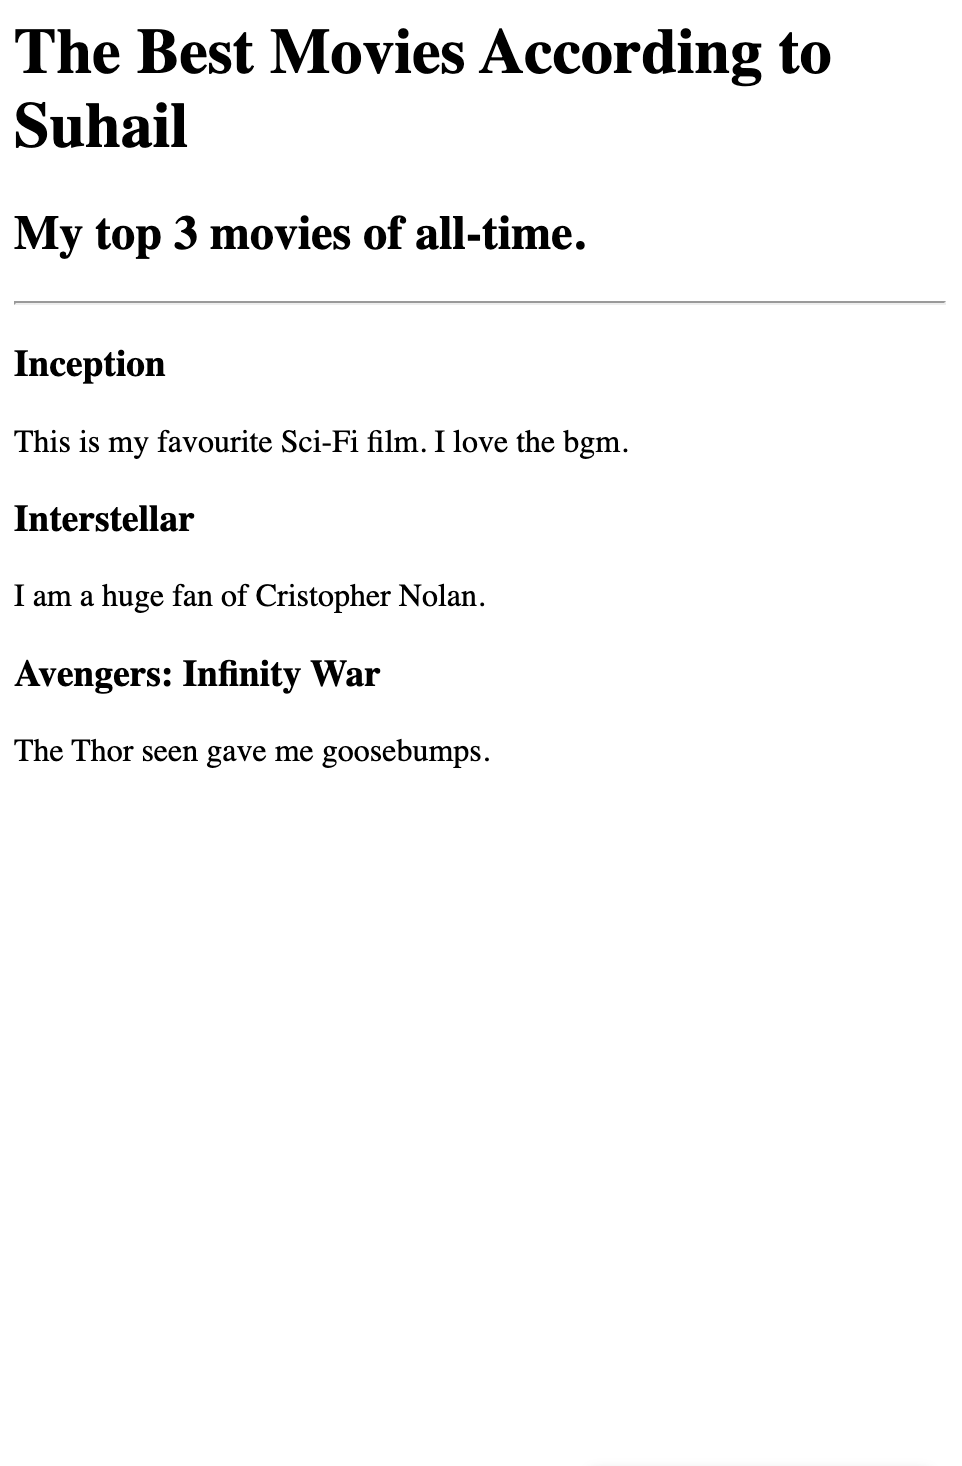 The Best Movies According to
Suhail
My top 3 movies of all-time.
Inception
This is my favourite Sci-Fi film. I love the bgm.
Interstellar
I am a huge fan of Cristopher Nolan.
Avengers: Infinity War
The Thor seen gave me goosebumps.